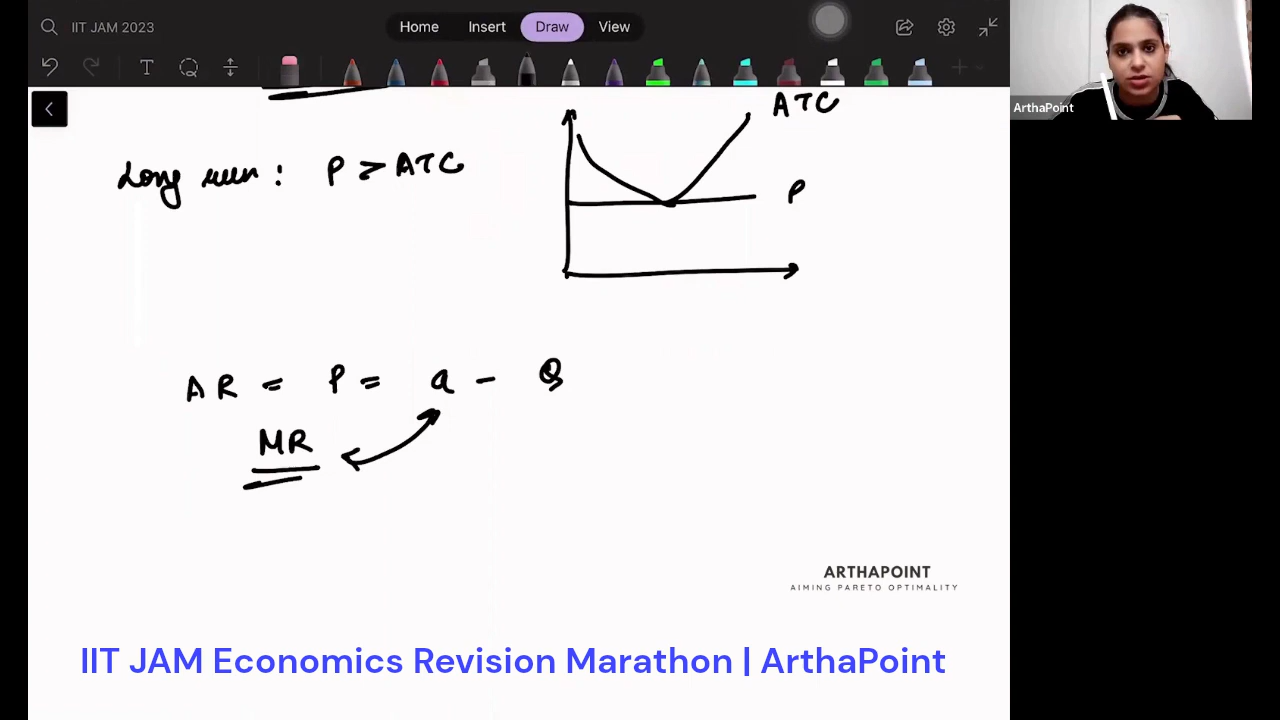 IIT JAM 2023
Home Insert Draw View
T
ArthaPoint
ATC
Long run : P ≥ ATC
P
AR = P = a - Q
MR
ARTHAPOINT
AIMING PARETO OPTIMALITY
IIT JAM Economics Revision Marathon | ArthaPoint